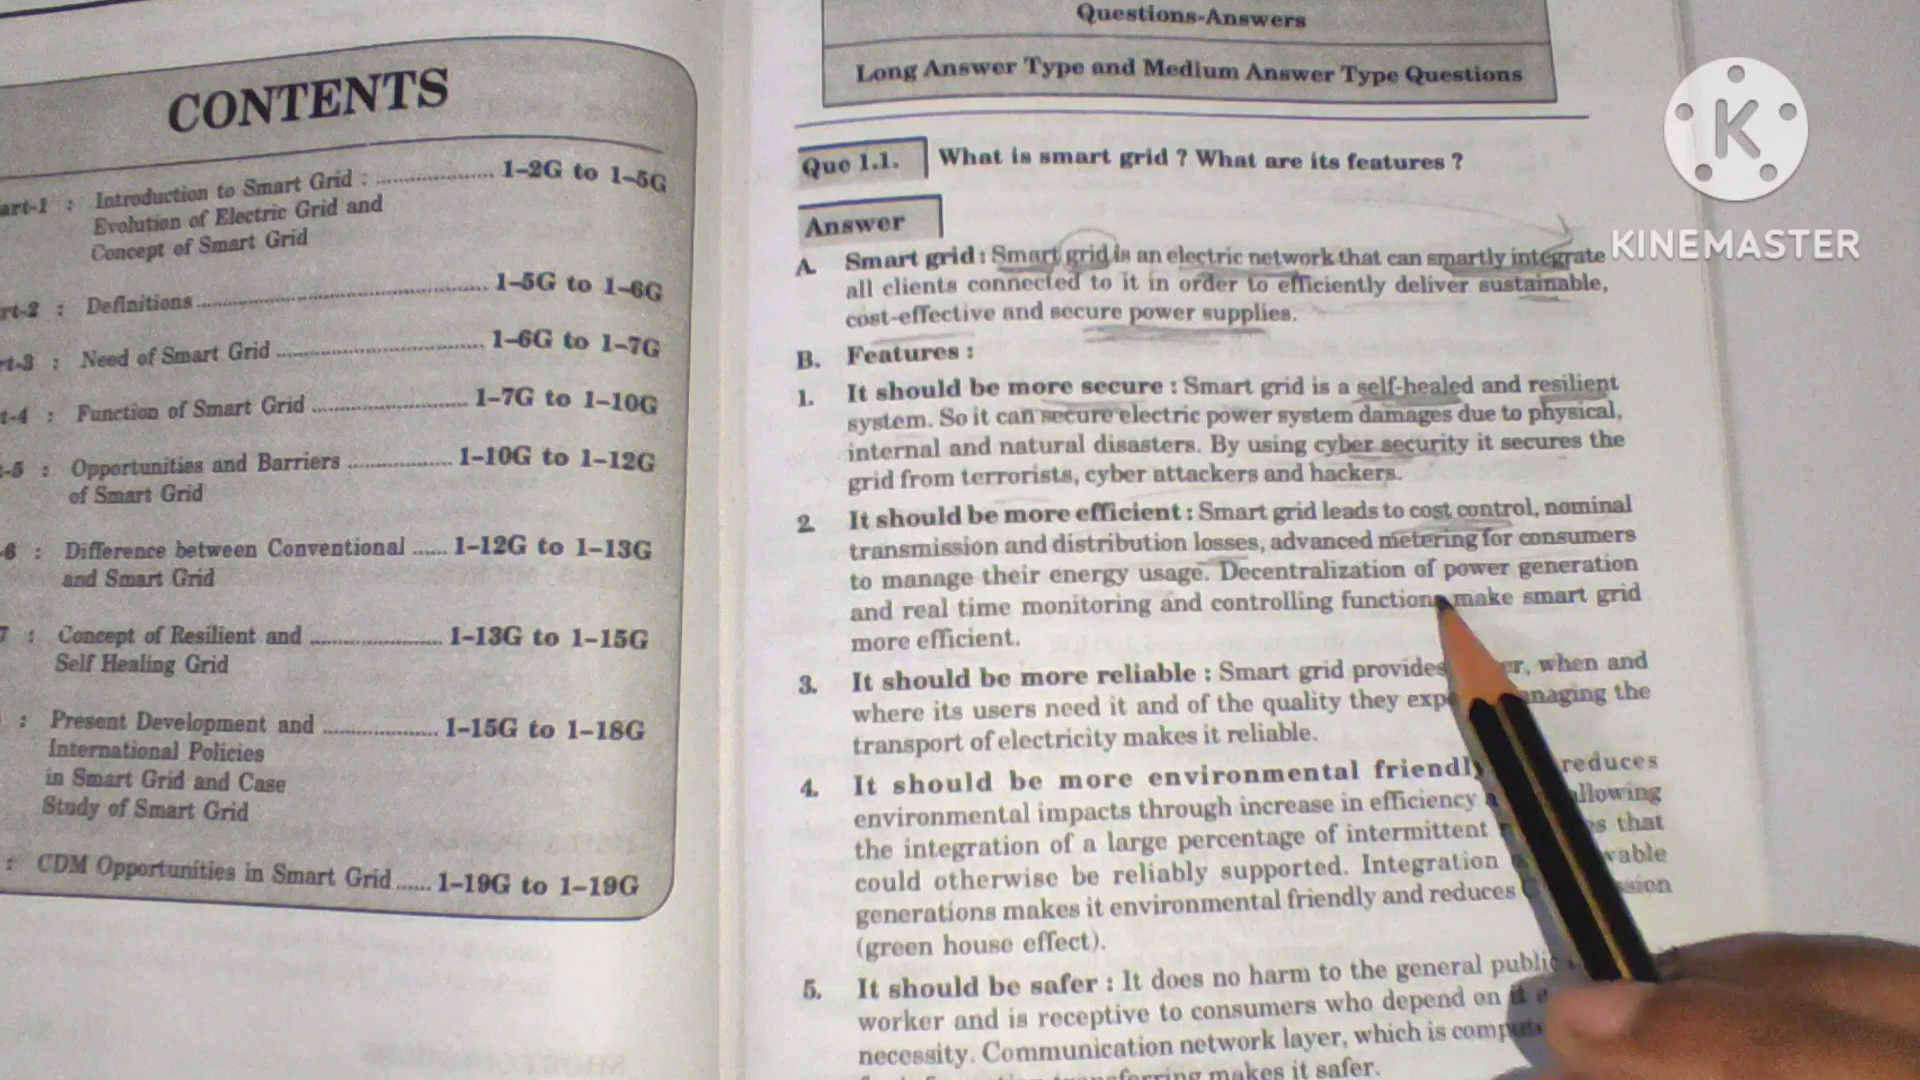 CONTENTS
art-1 : Introduction to Smart Grid : .................... 1-2G to 1-5G
Evolution of Electric Grid and
Concept of Smart Grid
rt-2 : Definitions .................................................. 1-5G to 1-6G
rt-3 : Need of Smart Grid .................................... 1-6G to 1-7G
t-4 : Function of Smart Grid ........................... 1-7G to 1-10G
-5 : Opportunities and Barriers .................. 1-10G to 1-12G
of Smart Grid
6 : Difference between Conventional ...... 1-12G to 1-13G
and Smart Grid
7 : Concept of Resilient and ....................... 1-13G to 1-15G
Self Healing Grid
: Present Development and .................... 1-15G to 1-18G
International Policies
in Smart Grid and Case
Study of Smart Grid
: CDM Opportunities in Smart Grid ...... 1-19G to 1-19G
Questions-Answers
Long Answer Type and Medium Answer Type Questions
Que 1.1. What is smart grid ? What are its features ?
Answer
A. Smart grid : Smart grid is an electric network that can smartly integrate
all clients connected to it in order to efficiently deliver sustainable,
cost-effective and secure power supplies.
B. Features :
1. It should be more secure : Smart grid is a self-healed and resilient
system. So it can secure electric power system damages due to physical,
internal and natural disasters. By using cyber security it secures the
grid from terrorists, cyber attackers and hackers.
2. It should be more efficient : Smart grid leads to cost control, nominal
transmission and distribution losses, advanced metering for consumers
to manage their energy usage. Decentralization of power generation
and real time monitoring and controlling functions make smart grid
more efficient.
3. It should be more reliable : Smart grid provides er, when and
where its users need it and of the quality they exp naging the
transport of electricity makes it reliable.
4. It should be more environmental friendly reduces
environmental impacts through increase in efficiency allowing
the integration of a large percentage of intermittent s that
could otherwise be reliably supported. Integration wable
generations makes it environmental friendly and reduces ssion
(green house effect).
5. It should be safer : It does no harm to the general public
worker and is receptive to consumers who depend on it
necessity. Communication network layer, which is comput
transferring makes it safer.
K
KINEMASTER